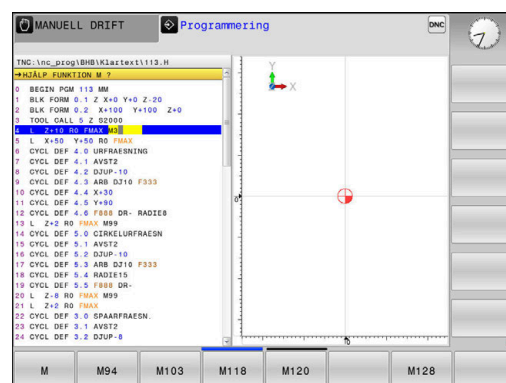 MANUELL DRIFT
Programmering
DNC
TNC:\nc_prog\BHB\Klartext\113.H
→HJÄLP FUNKTION M ?
0 BEGIN PGM 113 MM
1 BLK FORM 0.1 Z X+0 Y+0 Z-20
2 BLK FORM 0.2 X+100 Y+100 Z+0
3 TOOL CALL 5 Z S2000
4 L Z+10 R0 FMAX M3
5 L X+50 Y+50 R0 FMAX
6 CYCL DEF 4.0 URFRAESNING
7 CYCL DEF 4.1 AVST2
8 CYCL DEF 4.2 DJUP-10
9 CYCL DEF 4.3 ARB DJ10 F333
10 CYCL DEF 4.4 X+30
11 CYCL DEF 4.5 Y+90
12 CYCL DEF 4.6 F888 DR- RADIE8
13 L Z+2 R0 FMAX M99
14 CYCL DEF 5.0 CIRKELURFRAESN
15 CYCL DEF 5.1 AVST2
16 CYCL DEF 5.2 DJUP-10
17 CYCL DEF 5.3 ARB DJ10 F333
18 CYCL DEF 5.4 RADIE15
19 CYCL DEF 5.5 F888 DR-
20 L Z-8 R0 FMAX M99
21 L Z+2 R0 FMAX
22 CYCL DEF 3.0 SPAARFRAESN.
23 CYCL DEF 3.1 AVST2
24 CYCL DEF 3.2 DJUP-8
Y
X
0
0
M M94 M103 M118 M120 M128